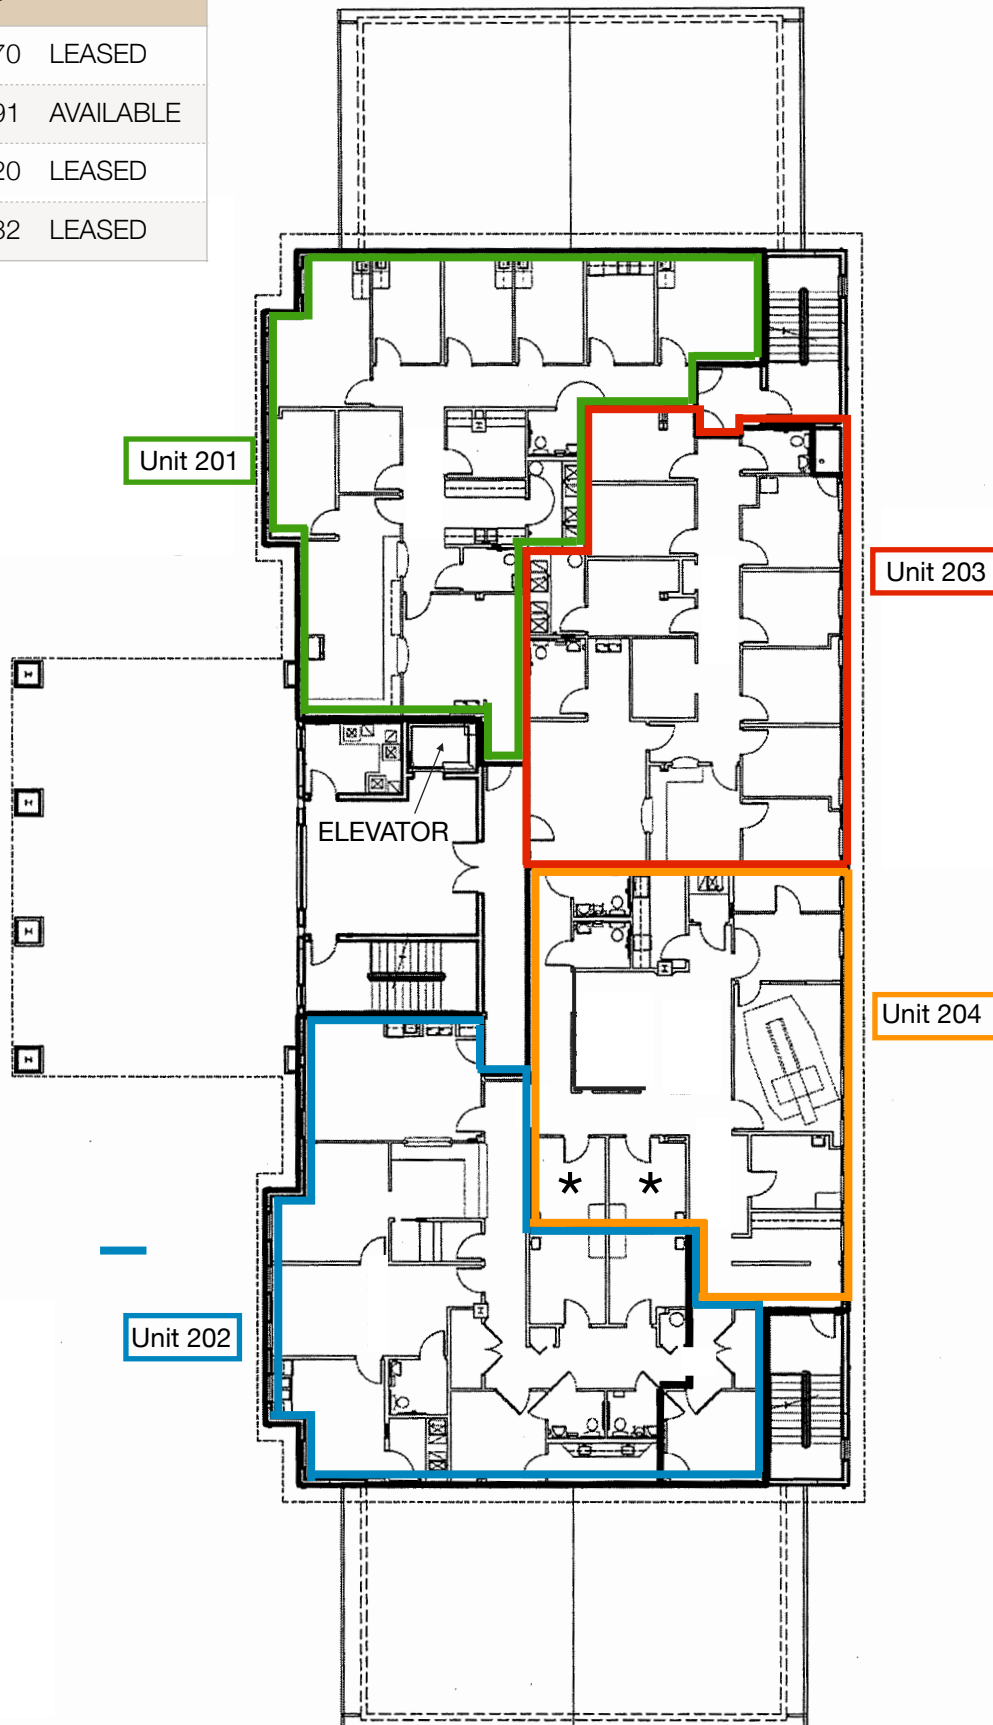 70 LEASED
91 AVAILABLE
20 LEASED
32 LEASED
Unit 201
Unit 203
ELEVATOR
Unit 204
* *
Unit 202